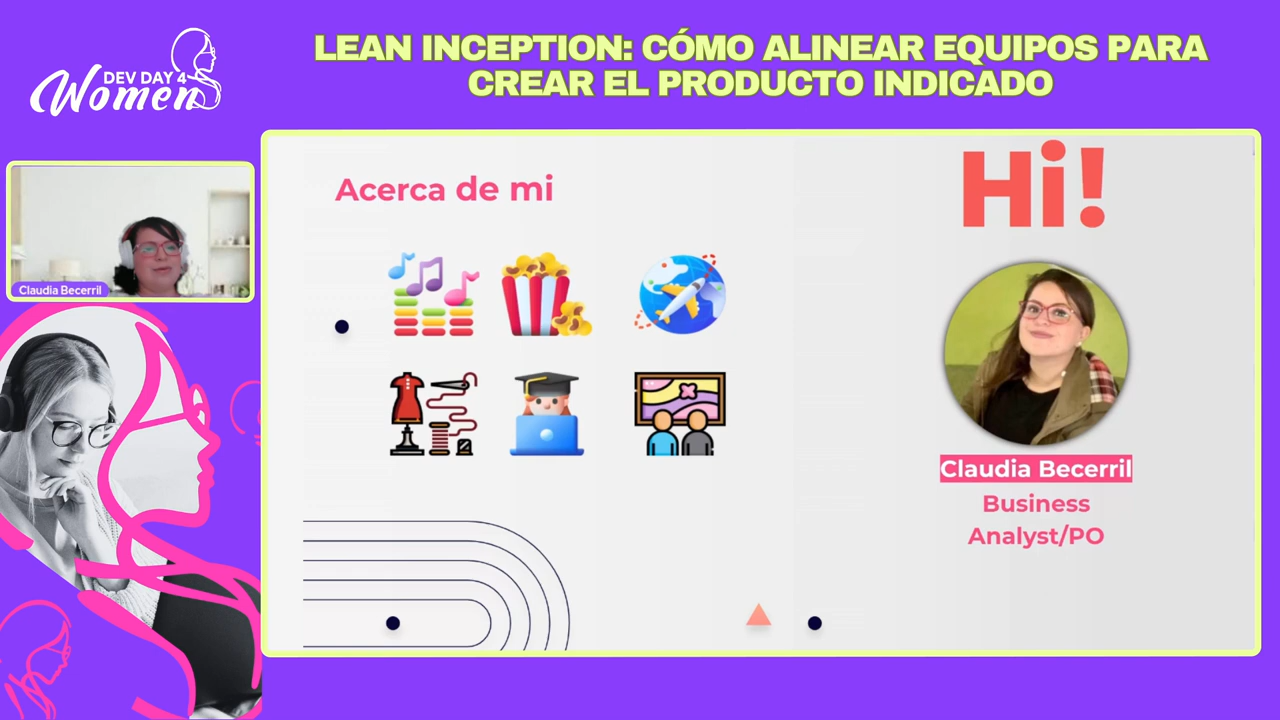 DEV DAY 4
Women
LEAN INCEPTION: CÓMO ALINEAR EQUIPOS PARA
CREAR EL PRODUCTO INDICADO
Claudia Becerril
Acerca de mi
Hi!
Claudia Becerril
Business
Analyst/PO